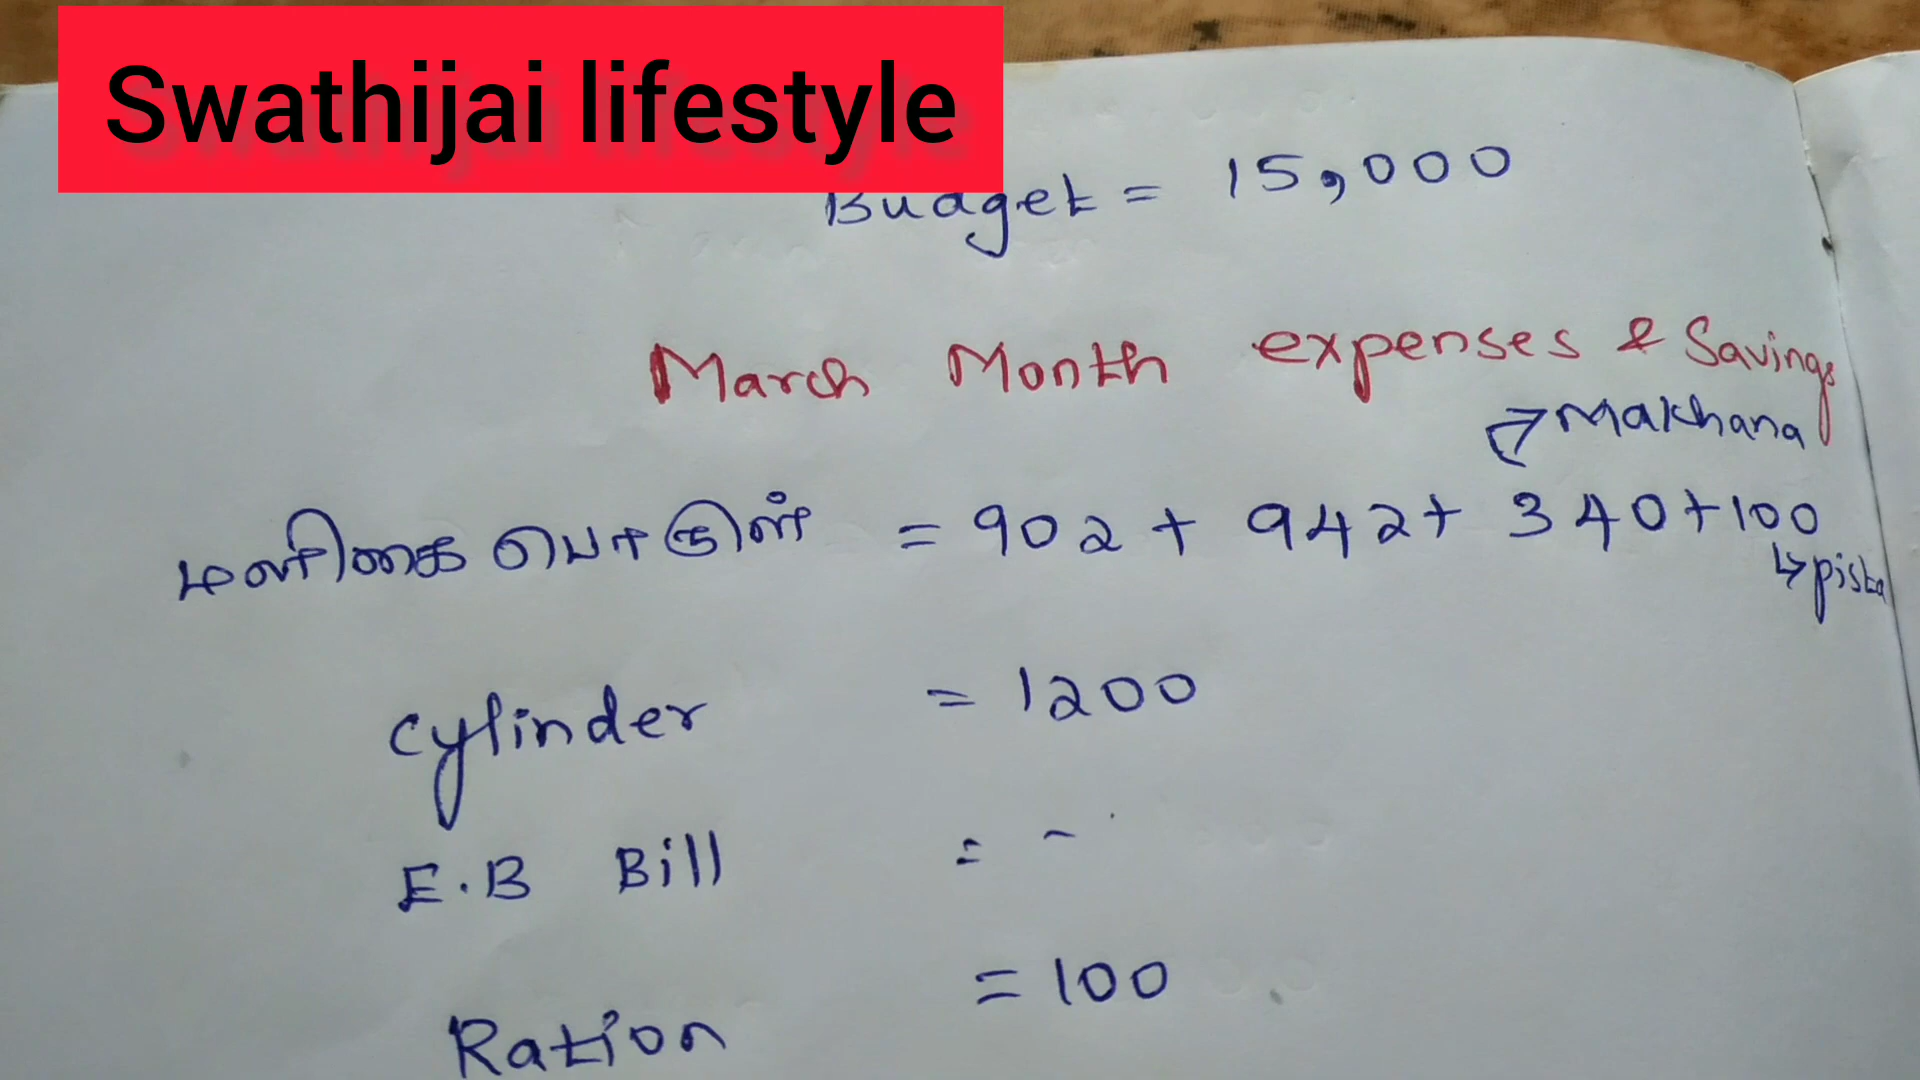 Swathijai lifestyle
Budget = 15,000
March Month expenses & Savings
→ Makhana
மளிகை பொருள் = 902 + 942 + 340 + 100
↳ pista
cylinder = 1200
E.B Bill = -
Ration = 100